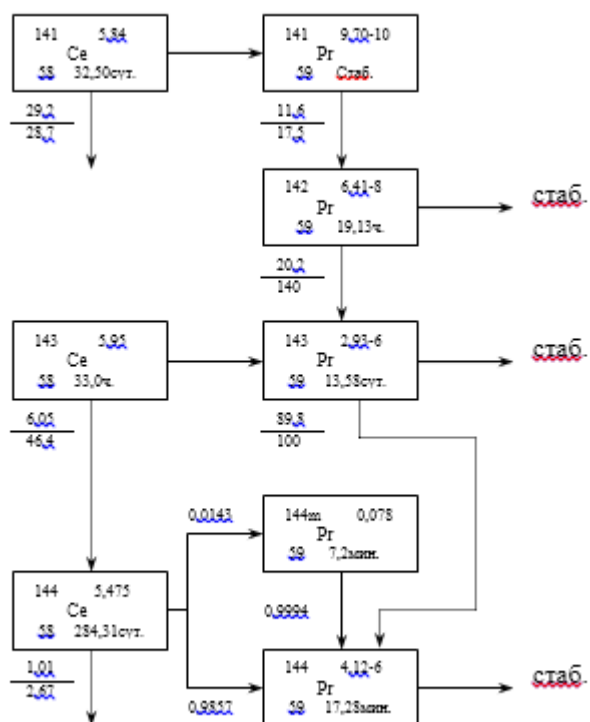 141 5,84
Ce
58 32,50сут.
141 9,70-10
Pr
59 Стаб.
29,2
28,7
11,6
17,5
142 6,41-8
Pr
59 19,13ч.
стаб.
20,2
140
143 5,95
Ce
58 33,0ч.
143 2,93-6
Pr
59 13,58сут.
стаб.
6,05
46,4
89,8
100
0,0143
144m 0,078
Pr
59 7,2мин.
144 5,475
Ce
58 284,31сут.
0,9994
1,01
2,67
0,9857
144 4,12-6
Pr
59 17,28мин.
стаб.